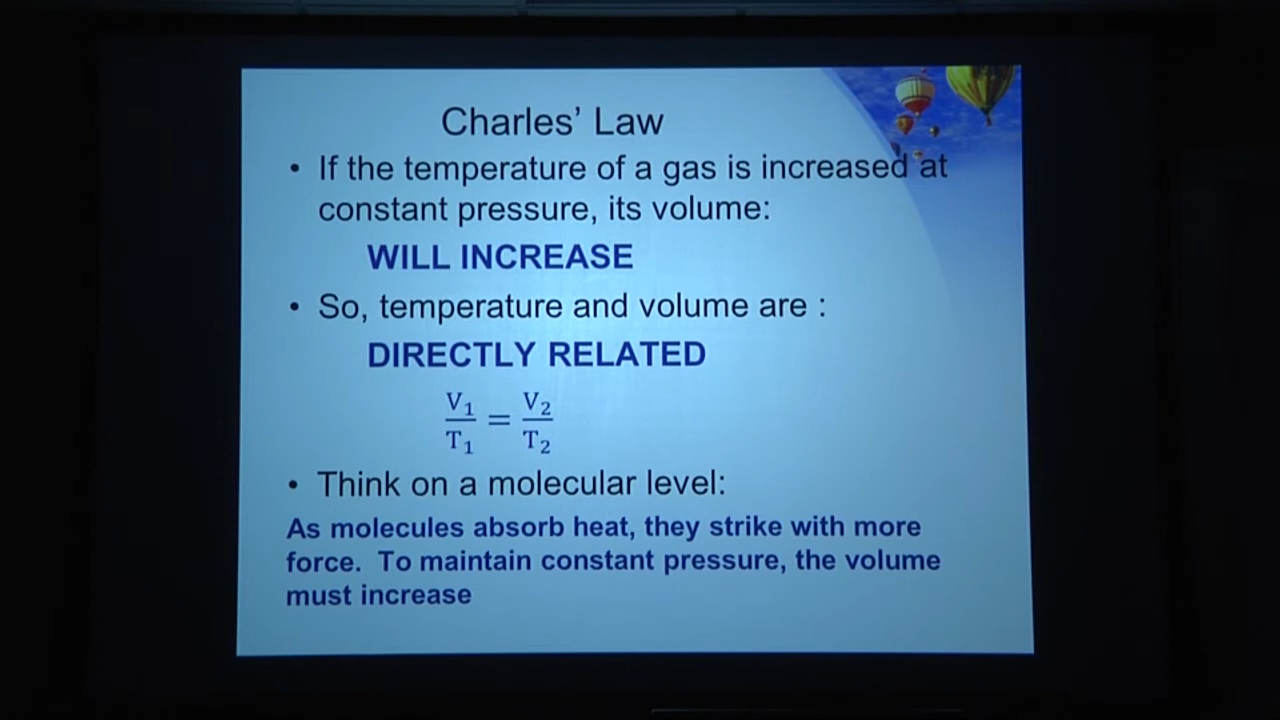 Charles’ Law
• If the temperature of a gas is increased at
constant pressure, its volume:
WILL INCREASE
• So, temperature and volume are :
DIRECTLY RELATED
V₁/T₁ = V₂/T₂
• Think on a molecular level:
As molecules absorb heat, they strike with more
force. To maintain constant pressure, the volume
must increase